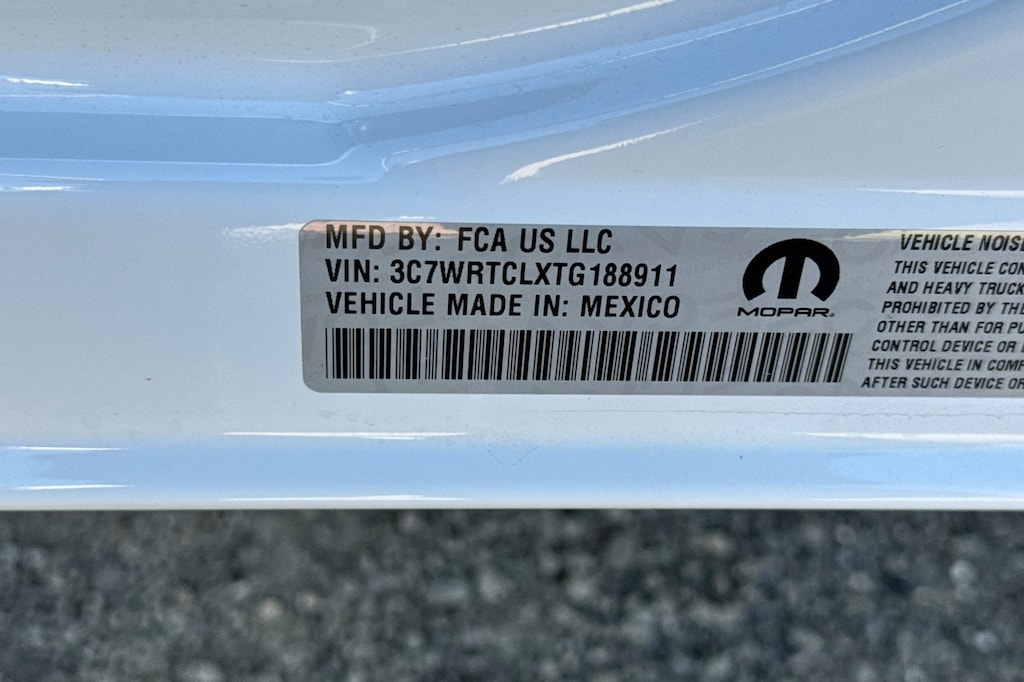 MFD BY: FCA US LLC
VIN: 3C7WRTCLXTG188911
VEHICLE MADE IN: MEXICO
MOPAR
VEHICLE NOIS
THIS VEHICLE CON
AND HEAVY TRUCK
PROHIBITED BY THE
OTHER THAN FOR PU
CONTROL DEVICE OR
THIS VEHICLE IN COMP
AFTER SUCH DEVICE OR